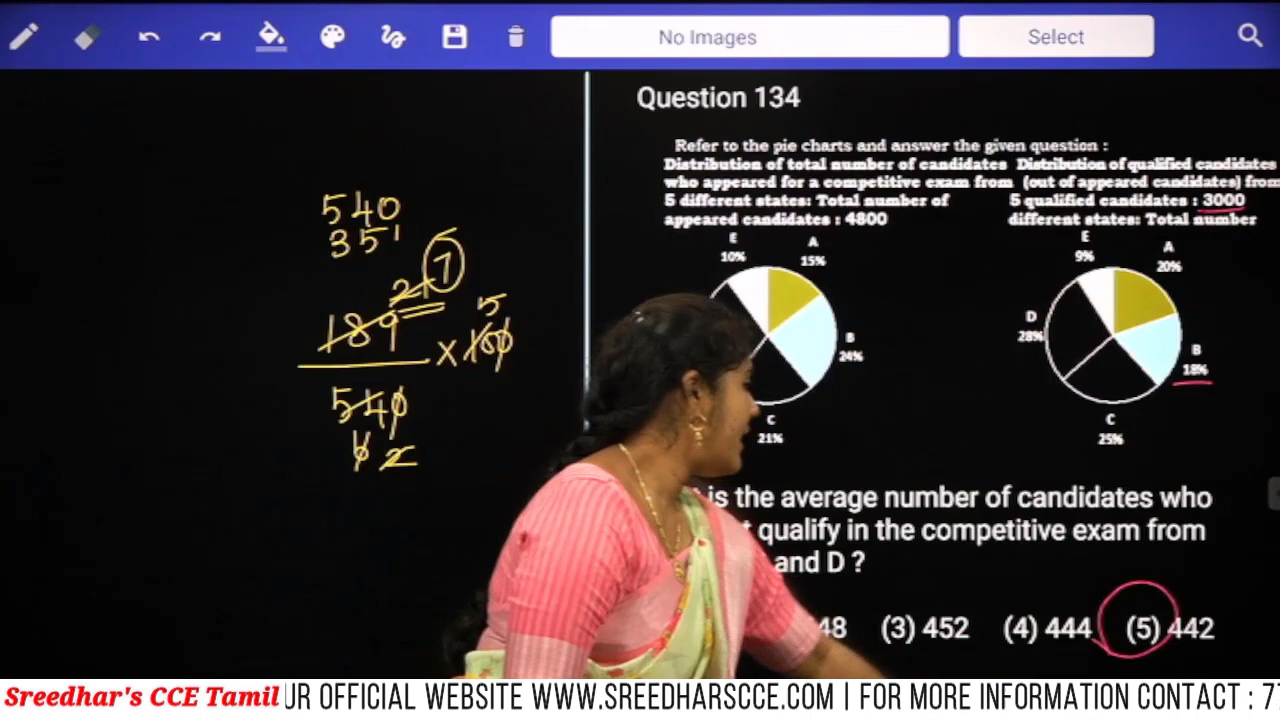 No Images
Select
Question 134
Refer to the pie charts and answer the given question :
Distribution of total number of candidates
who appeared for a competitive exam from
5 different states: Total number of
appeared candidates : 4800
Distribution of qualified candidates
(out of appeared candidates) from
5 qualified candidates : 3000
different states: Total number
E
10%
A
15%
B
24%
C
21%
E
9%
A
20%
D
28%
B
18%
C
25%
540
351
7
21
189
5
× 100
540
is the average number of candidates who
qualify in the competitive exam from
and D ?
48 (3) 452 (4) 444 (5) 442
Sreedhar's CCE Tamil
UR OFFICIAL WEBSITE WWW.SREEDHARSCCE.COM | FOR MORE INFORMATION CONTACT : 7